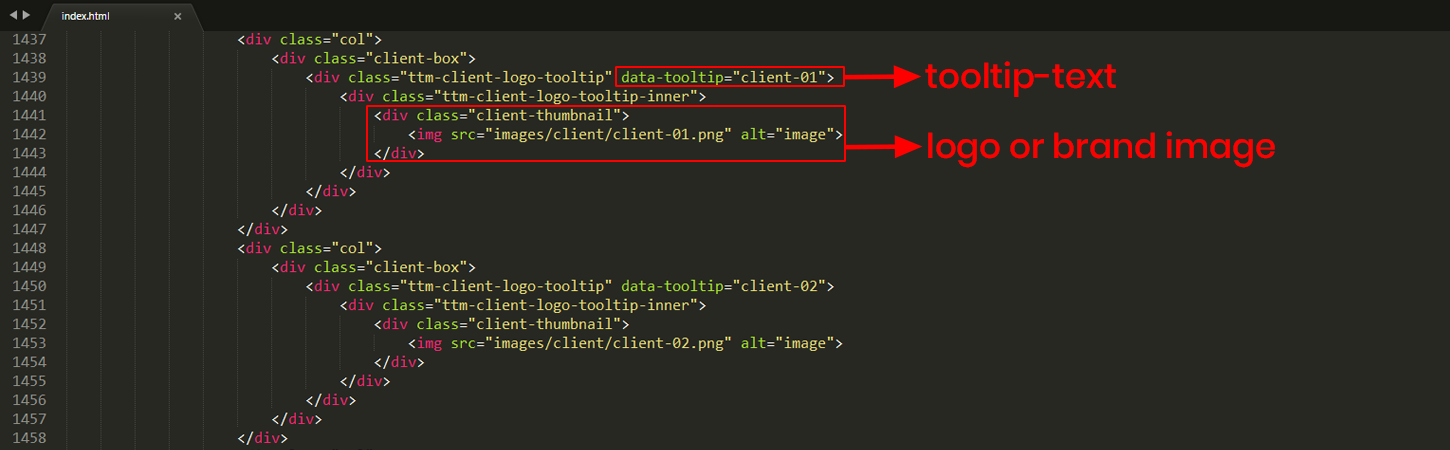 index.html ×
1437 <div class="col">
1438 <div class="client-box">
1439 <div class="ttm-client-logo-tooltip" data-tooltip="client-01"> tooltip-text
1440 <div class="ttm-client-logo-tooltip-inner">
1441 <div class="client-thumbnail">
1442 <img src="images/client/client-01.png" alt="image"> logo or brand image
1443 </div>
1444 </div>
1445 </div>
1446 </div>
1447 </div>
1448 <div class="col">
1449 <div class="client-box">
1450 <div class="ttm-client-logo-tooltip" data-tooltip="client-02">
1451 <div class="ttm-client-logo-tooltip-inner">
1452 <div class="client-thumbnail">
1453 <img src="images/client/client-02.png" alt="image">
1454 </div>
1455 </div>
1456 </div>
1457 </div>
1458 </div>